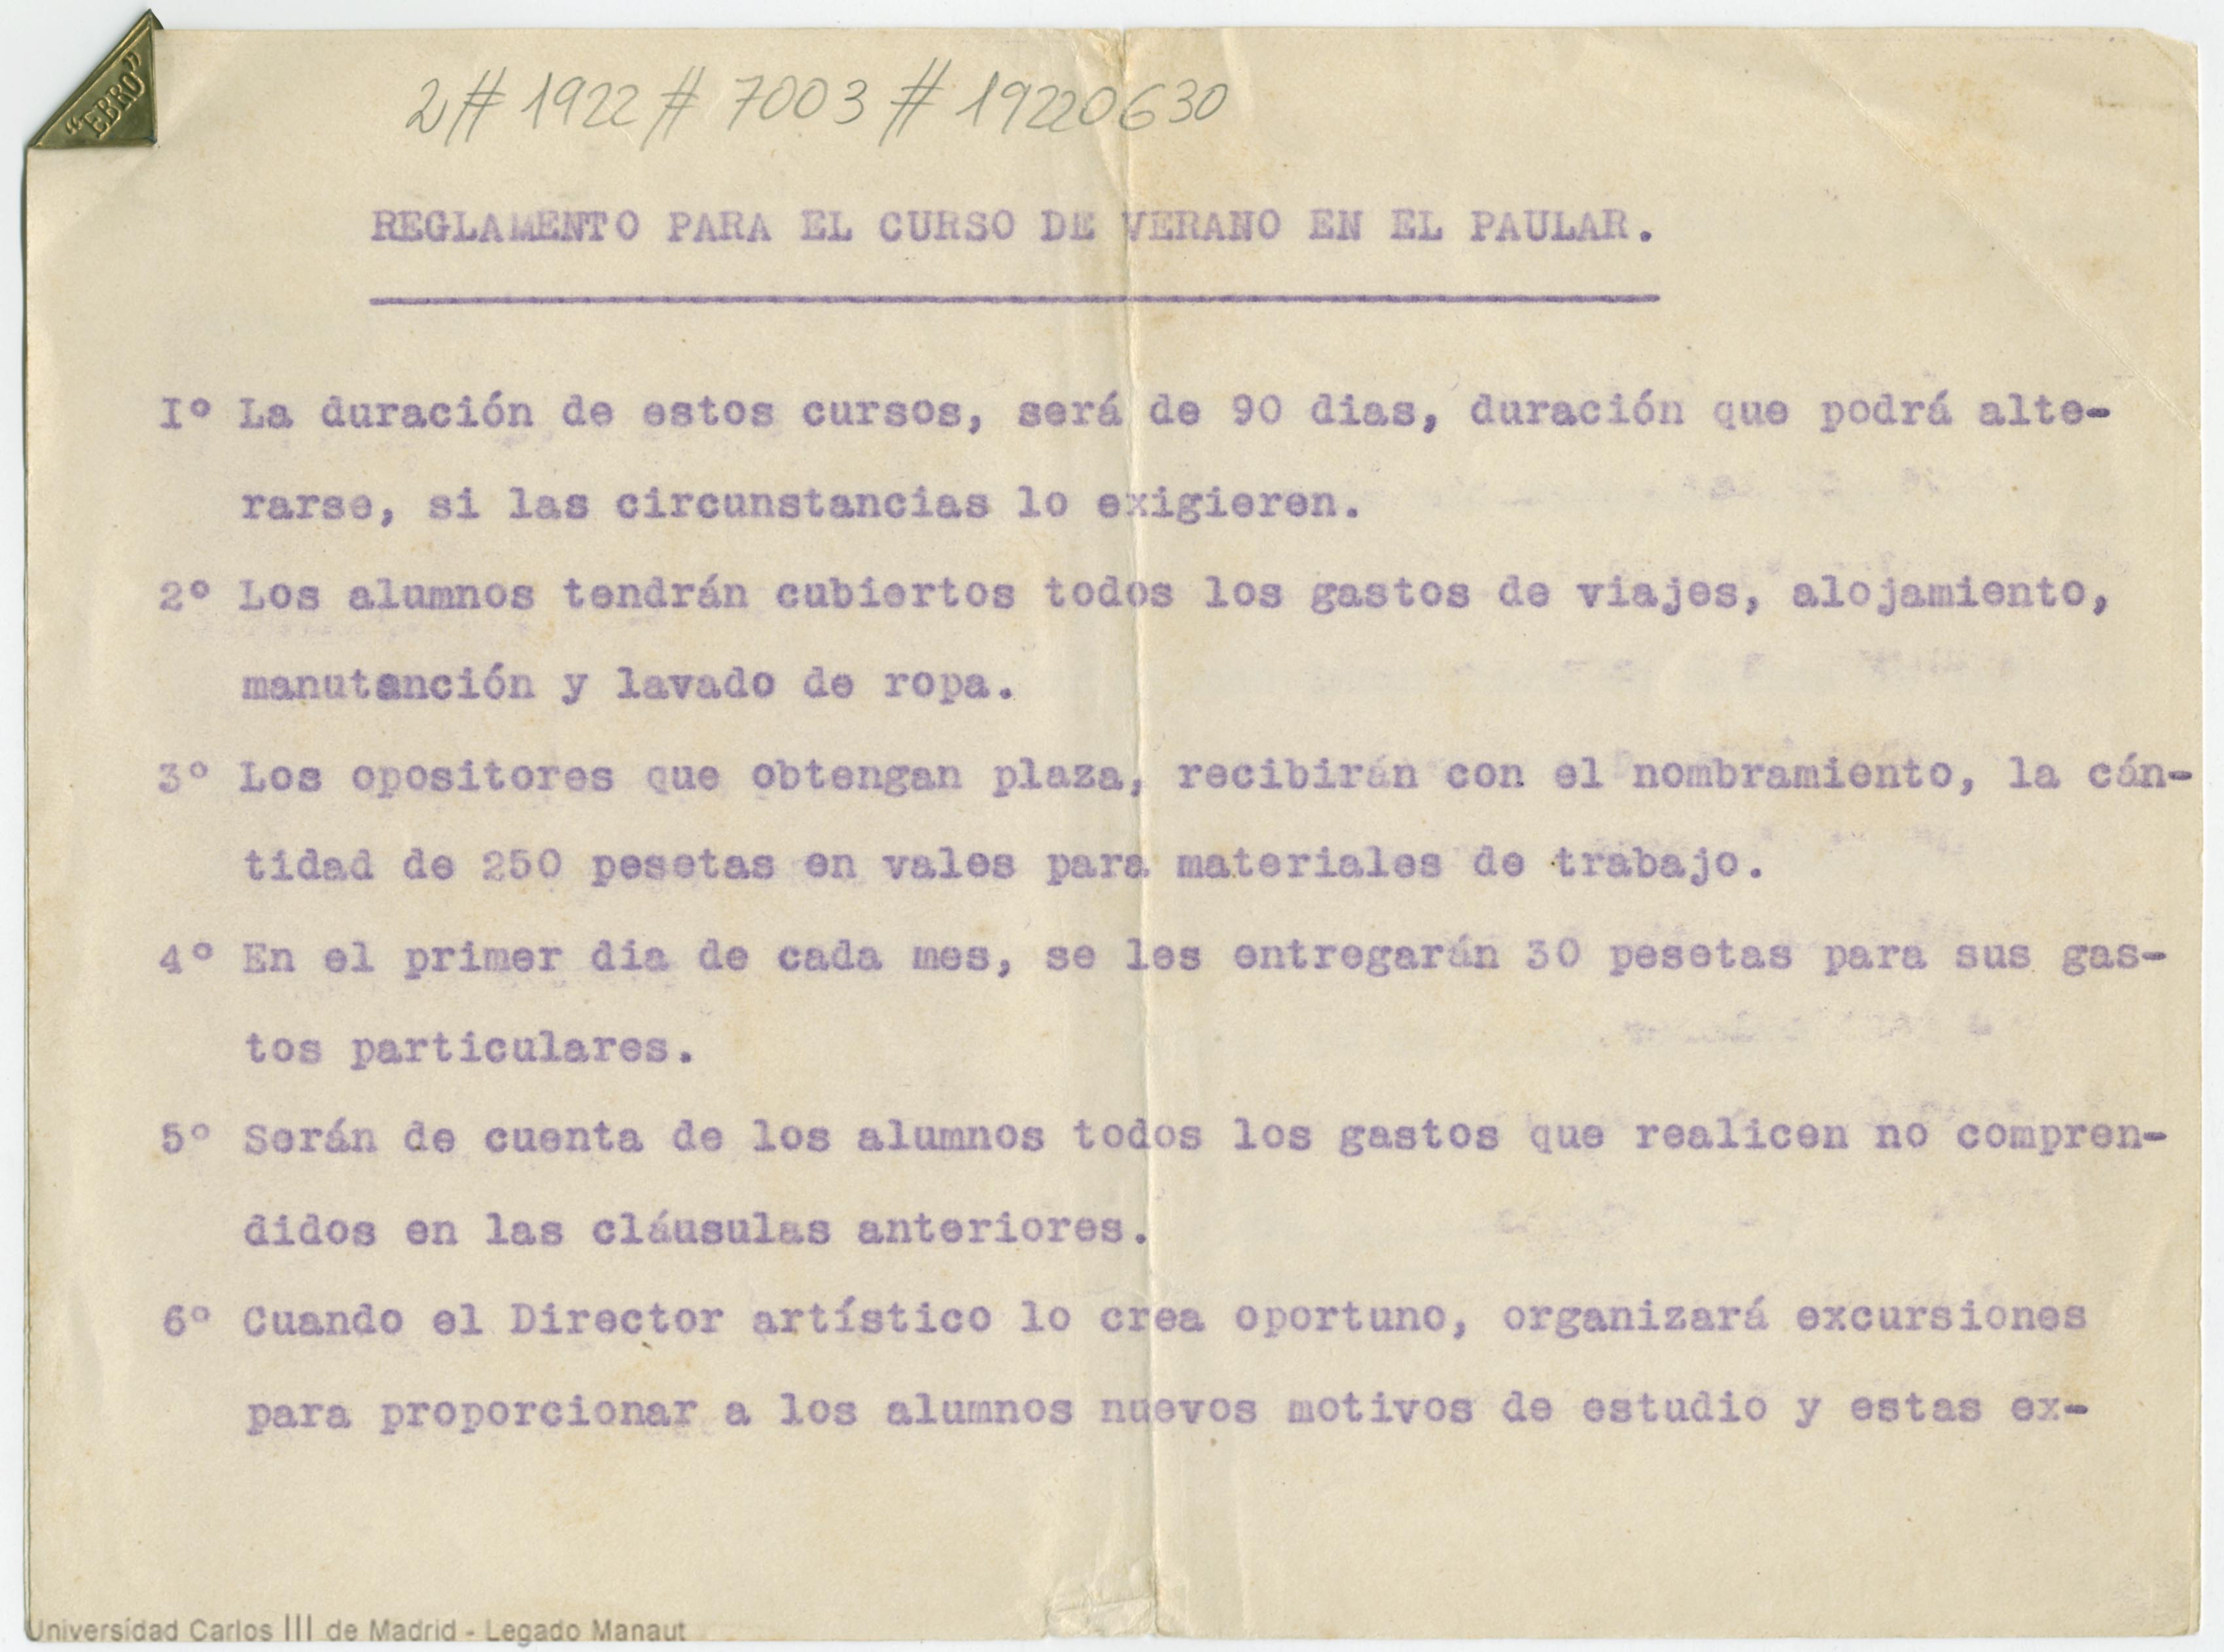 "EBRO"
2# 1922 # 7003 # 19220630
REGLAMENTO PARA EL CURSO DE VERANO EN EL PAULAR.
Iº La duración de estos cursos, será de 90 dias, duración que podrá alte-
rarse, si las circunstancias lo exigieren.
2º Los alumnos tendrán cubiertos todos los gastos de viajes, alojamiento,
manutención y lavado de ropa.
3º Los opositores que obtengan plaza, recibirán con el nombramiento, la cán-
tidad de 250 pesetas en vales para materiales de trabajo.
4º En el primer dia de cada mes, se les entregarán 30 pesetas para sus gas-
tos particulares.
5º Serán de cuenta de los alumnos todos los gastos que realicen no compren-
didos en las cláusulas anteriores.
6º Cuando el Director artístico lo crea oportuno, organizará excursiones
para proporcionar a los alumnos nuevos motivos de estudio y estas ex-
Universidad Carlos III de Madrid - Legado Manaut